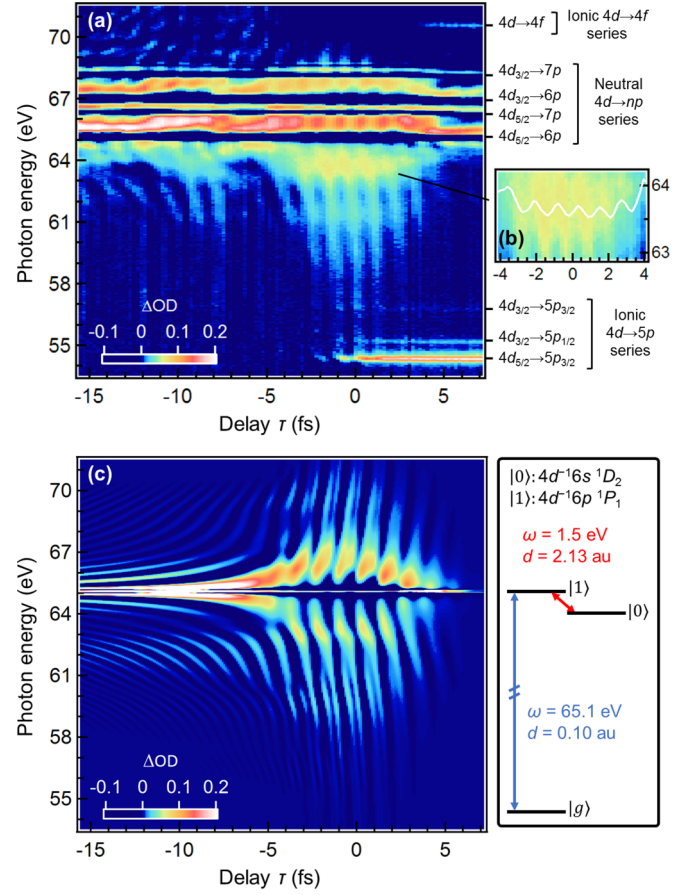 (a)
Photon energy (eV)
70
67
64
61
58
55
ΔOD
-0.1 0 0.1 0.2
-15 -10 -5 0 5
Delay τ (fs)
4d→4f
Ionic 4d→4f
series
4d3/2→7p
4d3/2→6p
4d5/2→7p
4d5/2→6p
Neutral
4d→np
series
(b)
64
63
-4 -2 0 2 4
4d3/2→5p3/2
4d3/2→5p1/2
4d5/2→5p3/2
Ionic
4d→5p
series
(c)
Photon energy (eV)
70
67
64
61
58
55
ΔOD
-0.1 0 0.1 0.2
-15 -10 -5 0 5
Delay τ (fs)
|0⟩: 4d⁻¹6s ¹D₂
|1⟩: 4d⁻¹6p ¹P₁
ω = 1.5 eV
d = 2.13 au
|1⟩
|0⟩
ω = 65.1 eV
d = 0.10 au
|g⟩